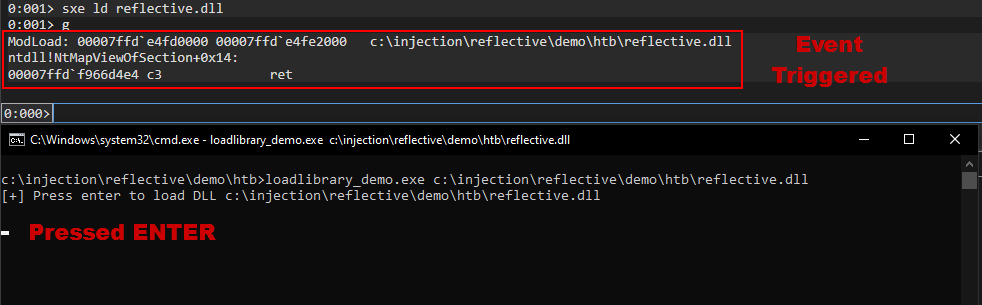 0:001> sxe ld reflective.dll
0:001> g
ModLoad: 00007ffd`e4fd0000 00007ffd`e4fe2000   c:\injection\reflective\demo\htb\reflective.dll
ntdll!NtMapViewOfSection+0x14:
00007ffd`f966d4e4 c3              ret
Event
Triggered
0:000>
C:\Windows\system32\cmd.exe - loadlibrary_demo.exe  c:\injection\reflective\demo\htb\reflective.dll
c:\injection\reflective\demo\htb>loadlibrary_demo.exe c:\injection\reflective\demo\htb\reflective.dll
[+] Press enter to load DLL c:\injection\reflective\demo\htb\reflective.dll
Pressed ENTER